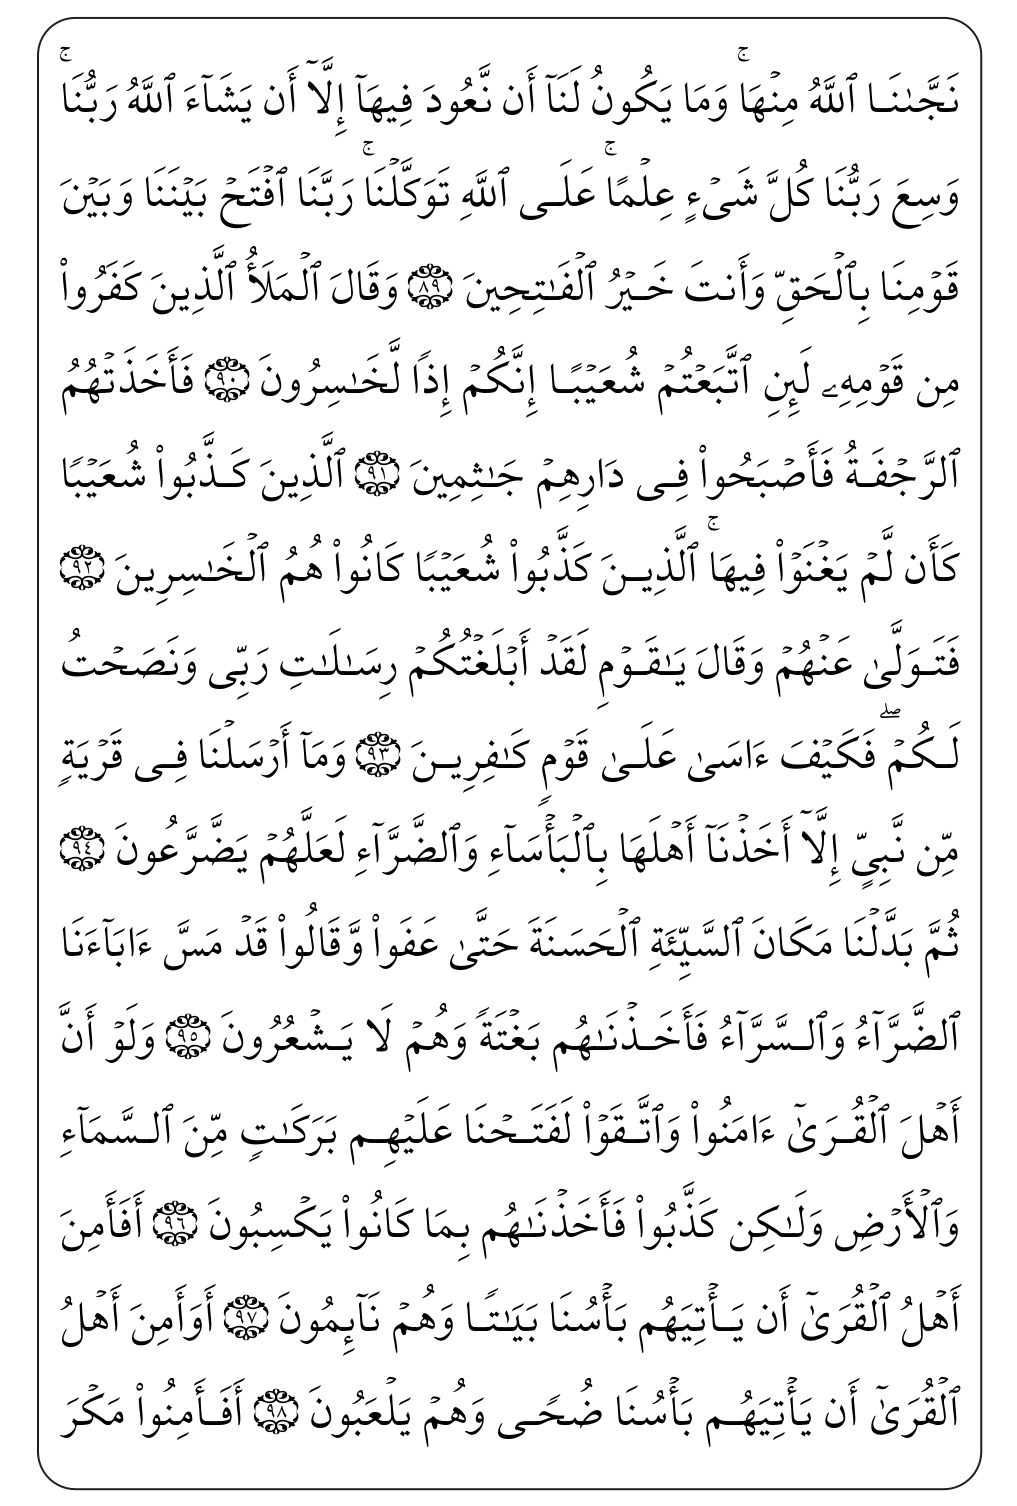 نَجَّىٰنَا ٱللَّهُ مِنۡهَاۚ وَمَا يَكُونُ لَنَآ أَن نَّعُودَ فِيهَآ إِلَّآ أَن يَشَآءَ ٱللَّهُ رَبُّنَاۚ
وَسِعَ رَبُّنَا كُلَّ شَىۡءٍ عِلۡمًاۚ عَلَى ٱللَّهِ تَوَكَّلۡنَاۚ رَبَّنَا ٱفۡتَحۡ بَيۡنَنَا وَبَيۡنَ
قَوۡمِنَا بِٱلۡحَقِّ وَأَنتَ خَيۡرُ ٱلۡفَـٰتِحِينَ ٨٩ وَقَالَ ٱلۡمَلَأُ ٱلَّذِينَ كَفَرُواْ
مِن قَوۡمِهِۦ لَئِنِ ٱتَّبَعۡتُمۡ شُعَيۡبًا إِنَّكُمۡ إِذًا لَّخَـٰسِرُونَ ٩٠ فَأَخَذَتۡهُمُ
ٱلرَّجۡفَةُ فَأَصۡبَحُواْ فِى دَارِهِمۡ جَـٰثِمِينَ ٩١ ٱلَّذِينَ كَذَّبُواْ شُعَيۡبًا
كَأَن لَّمۡ يَغۡنَوۡاْ فِيهَاۚ ٱلَّذِينَ كَذَّبُواْ شُعَيۡبًا كَانُواْ هُمُ ٱلۡخَـٰسِرِينَ ٩٢
فَتَوَلَّىٰ عَنۡهُمۡ وَقَالَ يَـٰقَوۡمِ لَقَدۡ أَبۡلَغۡتُكُمۡ رِسَـٰلَـٰتِ رَبِّى وَنَصَحۡتُ
لَكُمۡۖ فَكَيۡفَ ءَاسَىٰ عَلَىٰ قَوۡمٍ كَـٰفِرِينَ ٩٣ وَمَآ أَرۡسَلۡنَا فِى قَرۡيَةٍ
مِّن نَّبِىٍّ إِلَّآ أَخَذۡنَآ أَهۡلَهَا بِٱلۡبَأۡسَآءِ وَٱلضَّرَّآءِ لَعَلَّهُمۡ يَضَّرَّعُونَ ٩٤
ثُمَّ بَدَّلۡنَا مَكَانَ ٱلسَّيِّئَةِ ٱلۡحَسَنَةَ حَتَّىٰ عَفَواْ وَّقَالُواْ قَدۡ مَسَّ ءَابَآءَنَا
ٱلضَّرَّآءُ وَٱلسَّرَّآءُ فَأَخَذۡنَـٰهُم بَغۡتَةً وَهُمۡ لَا يَشۡعُرُونَ ٩٥ وَلَوۡ أَنَّ
أَهۡلَ ٱلۡقُرَىٰٓ ءَامَنُواْ وَٱتَّقَوۡاْ لَفَتَحۡنَا عَلَيۡهِم بَرَكَـٰتٍ مِّنَ ٱلسَّمَآءِ
وَٱلۡأَرۡضِ وَلَـٰكِن كَذَّبُواْ فَأَخَذۡنَـٰهُم بِمَا كَانُواْ يَكۡسِبُونَ ٩٦ أَفَأَمِنَ
أَهۡلُ ٱلۡقُرَىٰٓ أَن يَأۡتِيَهُم بَأۡسُنَا بَيَـٰتًا وَهُمۡ نَآئِمُونَ ٩٧ أَوَأَمِنَ أَهۡلُ
ٱلۡقُرَىٰٓ أَن يَأۡتِيَهُم بَأۡسُنَا ضُحًى وَهُمۡ يَلۡعَبُونَ ٩٨ أَفَأَمِنُواْ مَكۡرَ